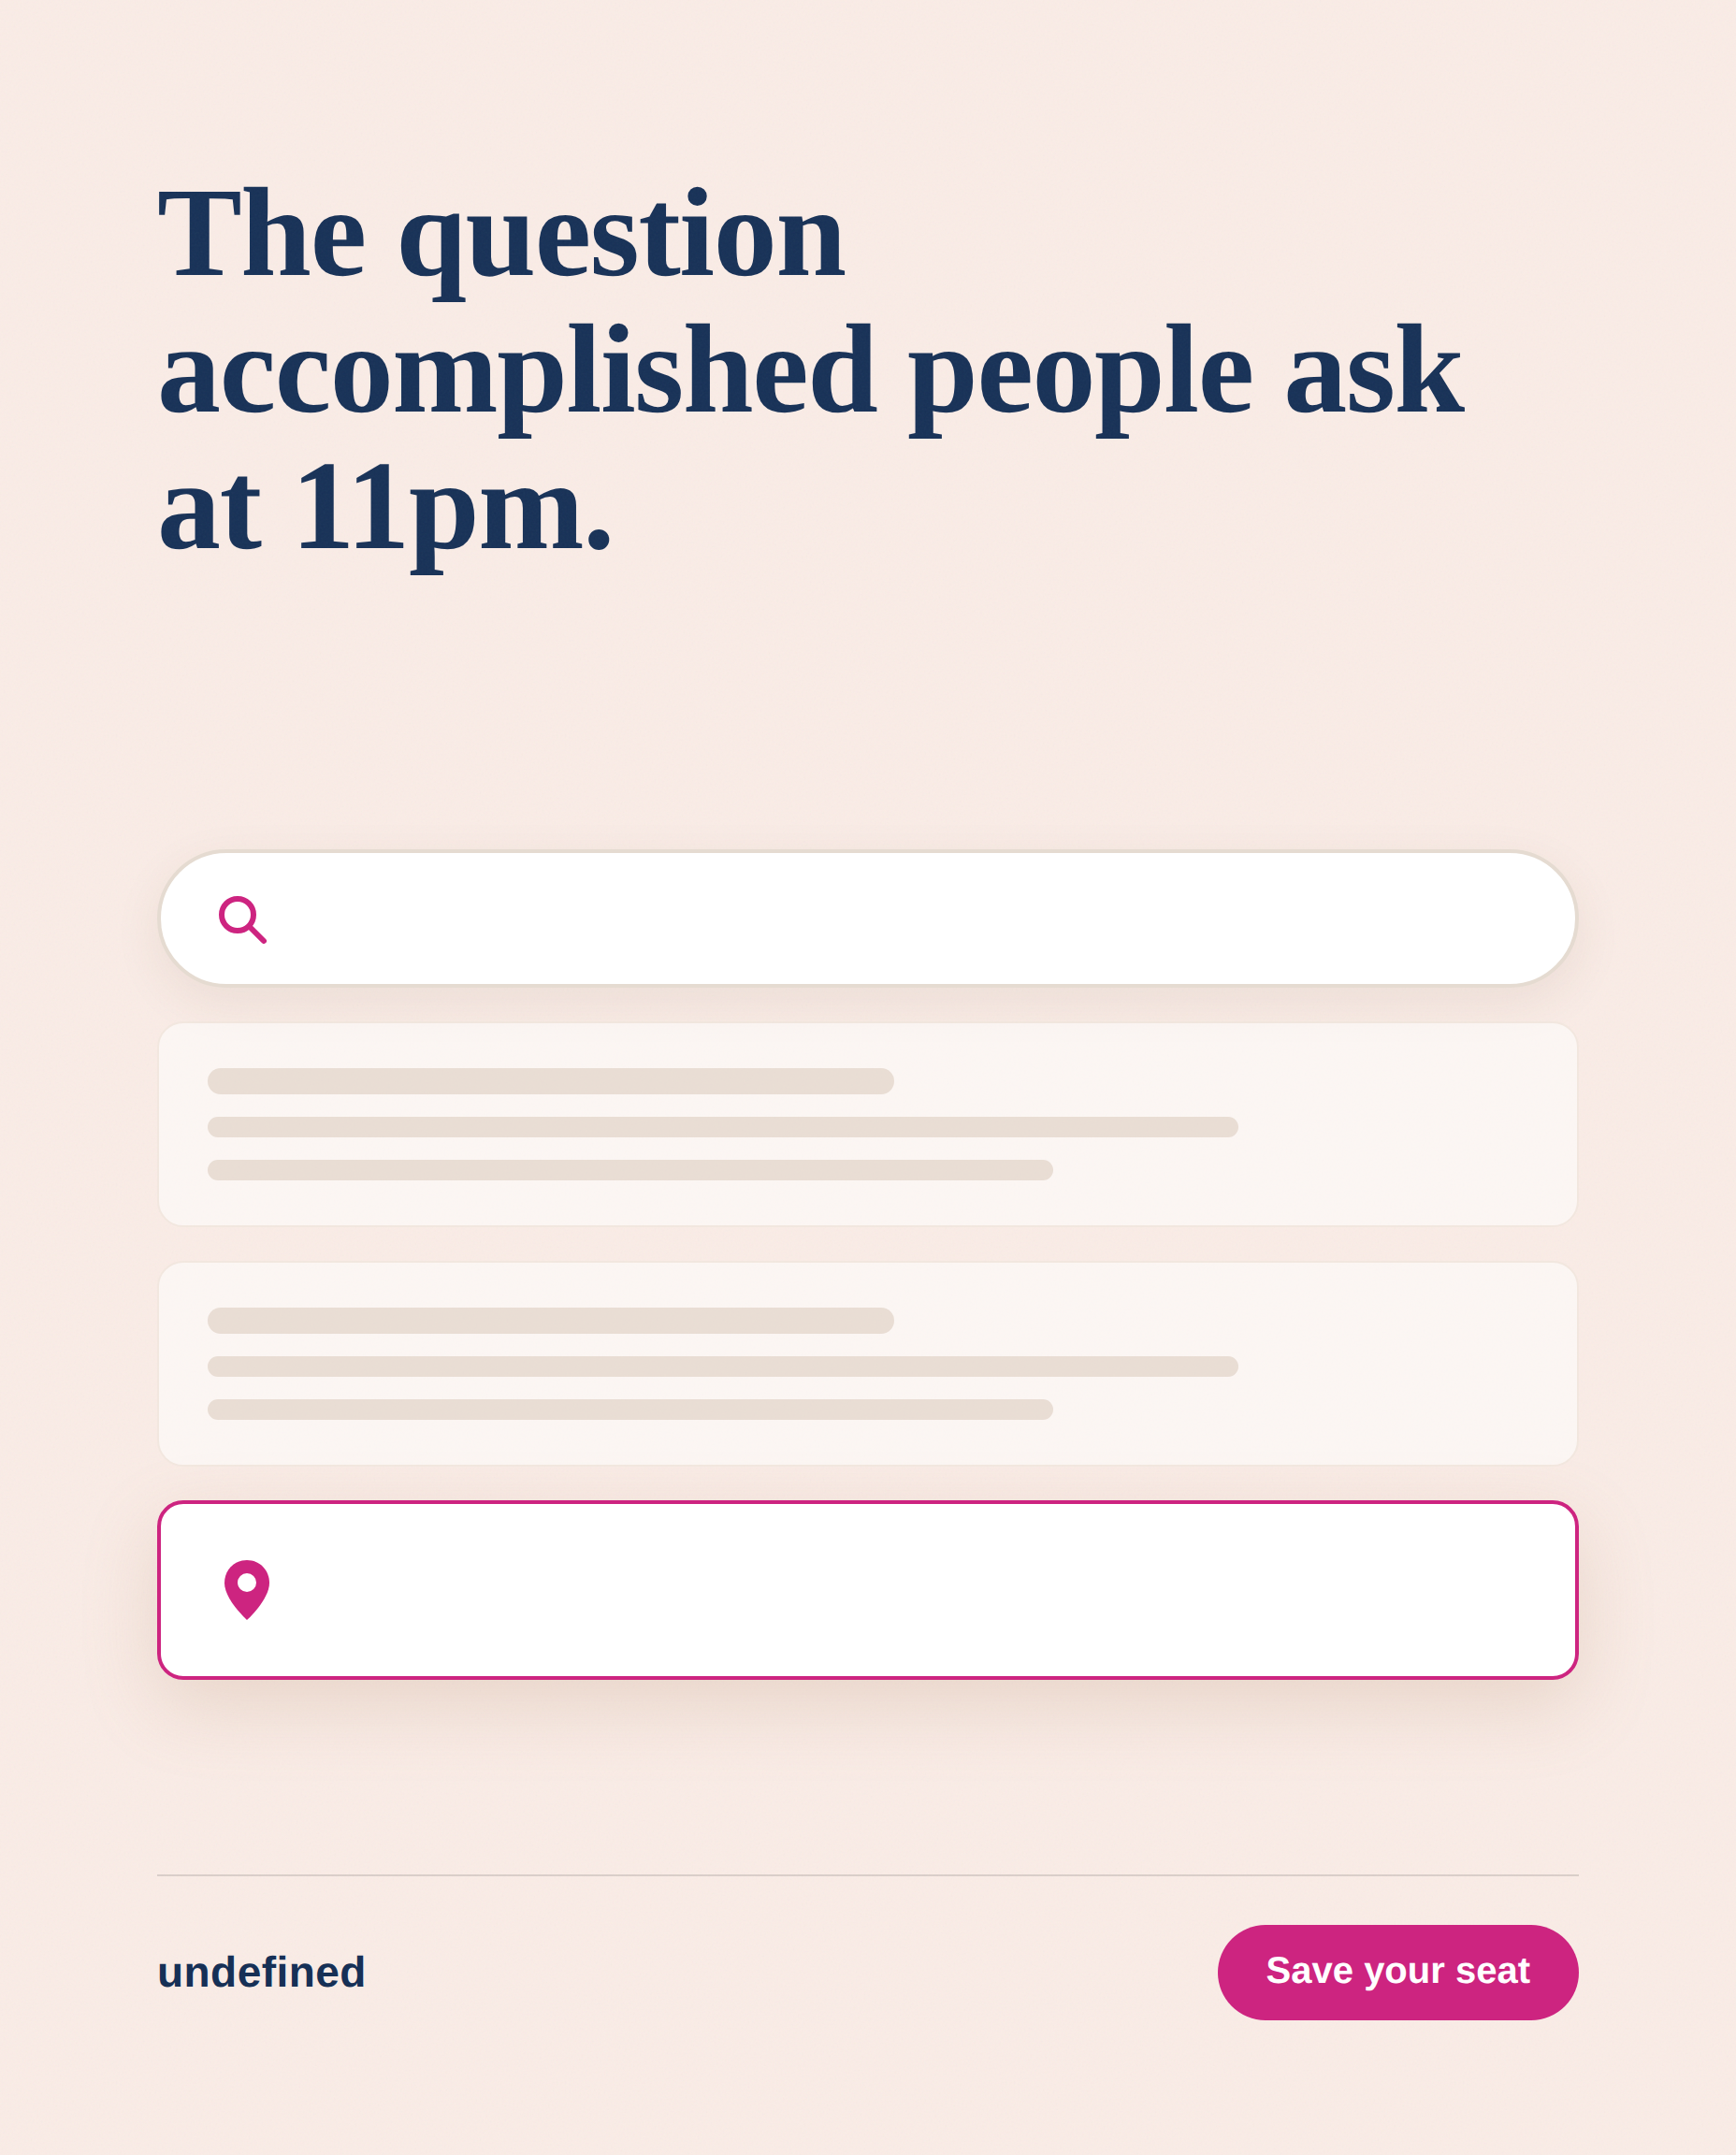 The question
accomplished people ask
at 11pm.
undefined
Save your seat